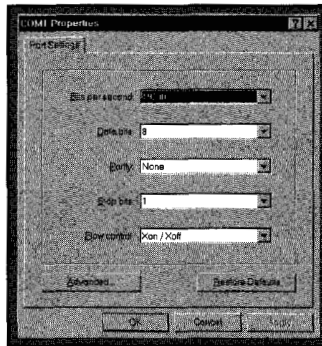 COM1 Properties
Port Settings
Bits per second:
Data bits: 8
Parity: None
Stop bits: 1
Flow control: Xon / Xoff
Advanced...
Restore Defaults
OK
Cancel
Apply